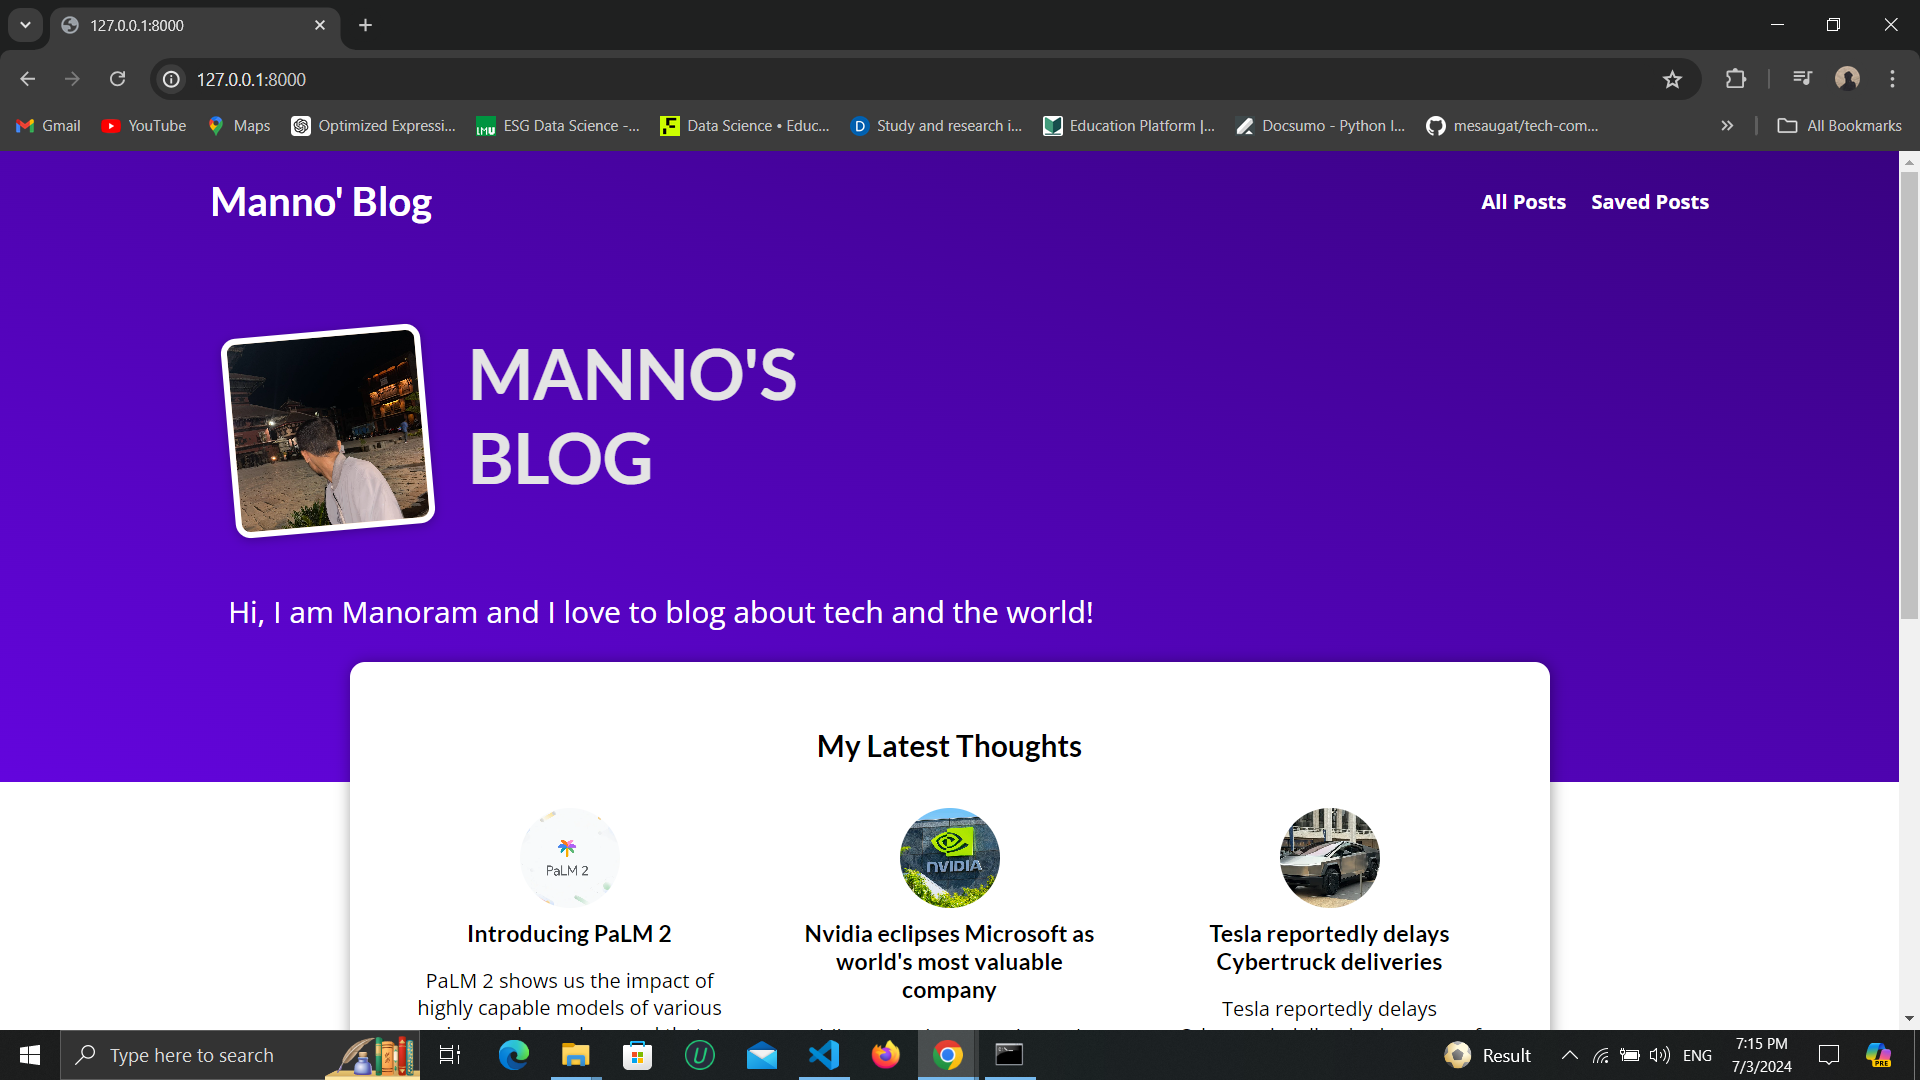 127.0.0.1:8000
127.0.0.1:8000
Gmail YouTube Maps Optimized Expressi... ESG Data Science -... Data Science • Educ... Study and research i... Education Platform |... Docsumo - Python I... mesaugat/tech-com... All Bookmarks
Manno' Blog All Posts Saved Posts
MANNO'S
BLOG
Hi, I am Manoram and I love to blog about tech and the world!
My Latest Thoughts
PaLM 2
NVIDIA
Introducing PaLM 2
PaLM 2 shows us the impact of
highly capable models of various
Nvidia eclipses Microsoft as
world's most valuable
company
Tesla reportedly delays
Cybertruck deliveries
Tesla reportedly delays
Type here to search
Result ENG 7:15 PM
7/3/2024
PRE